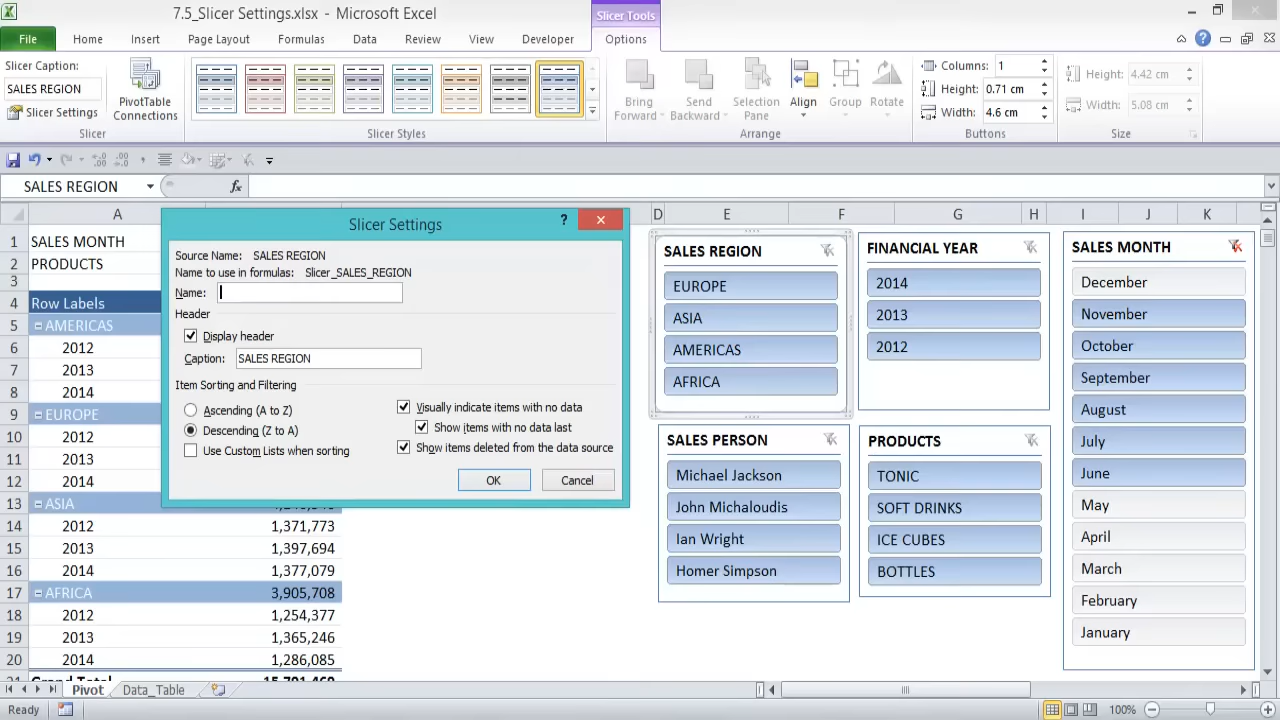 7.5_Slicer Settings.xlsx - Microsoft Excel
Slicer Tools
File Home Insert Page Layout Formulas Data Review View Developer Options
Slicer Caption:
SALES REGION
Slicer Settings
PivotTable
Connections
Slicer
Slicer Styles
Bring
Forward
Send
Backward
Selection
Pane
Align
Group
Rotate
Arrange
Columns: 1
Height: 0.71 cm
Width: 4.6 cm
Buttons
Height: 4.42 cm
Width: 5.08 cm
Size
SALES REGION fx
A D E F G H I J K
1 SALES MONTH
2 PRODUCTS
3
4 Row Labels
5 AMERICAS
6 2012
7 2013
8 2014
9 EUROPE
10 2012
11 2013
12 2014
13 ASIA
14 2012 1,371,773
15 2013 1,397,694
16 2014 1,377,079
17 AFRICA 3,905,708
18 2012 1,254,377
19 2013 1,365,246
20 2014 1,286,085
Slicer Settings
? x
Source Name: SALES REGION
Name to use in formulas: Slicer_SALES_REGION
Name:
Header
Display header
Caption: SALES REGION
Item Sorting and Filtering
Ascending (A to Z)
Descending (Z to A)
Use Custom Lists when sorting
Visually indicate items with no data
Show items with no data last
Show items deleted from the data source
OK Cancel
SALES REGION
EUROPE
ASIA
AMERICAS
AFRICA
FINANCIAL YEAR
2014
2013
2012
SALES MONTH
December
November
October
September
August
July
June
May
April
March
February
January
SALES PERSON
Michael Jackson
John Michaloudis
Ian Wright
Homer Simpson
PRODUCTS
TONIC
SOFT DRINKS
ICE CUBES
BOTTLES
Pivot Data_Table
Ready 100%